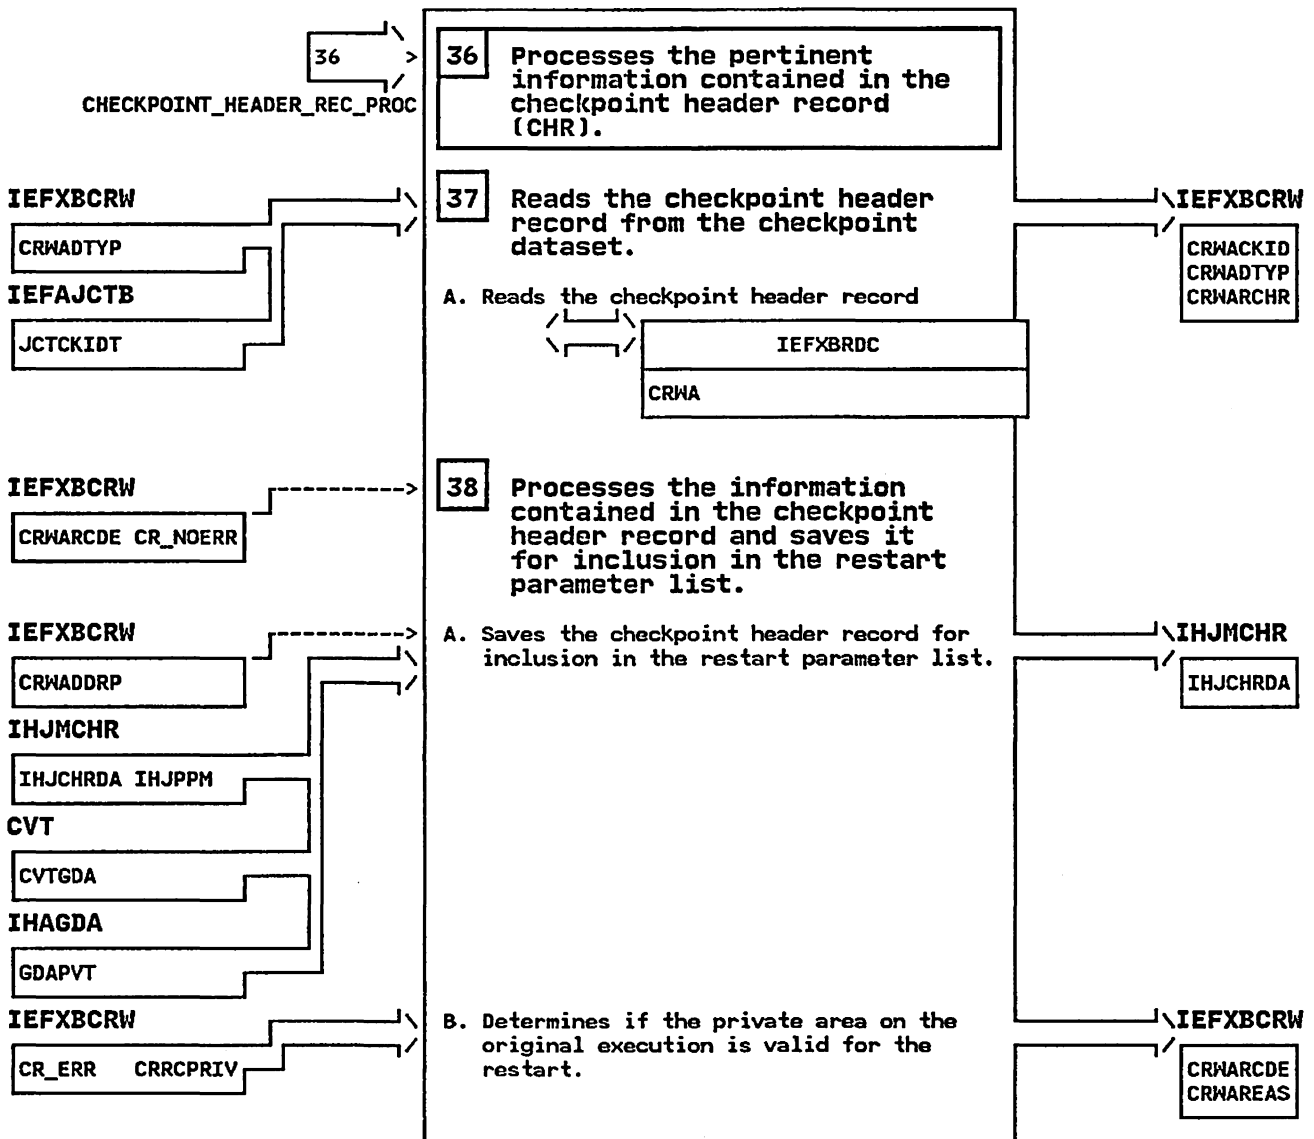 36
CHECKPOINT_HEADER_REC_PROC
36 Processes the pertinent
information contained in the
checkpoint header record
(CHR).
IEFXBCRW
CRWADTYP
IEFAJCTB
JCTCKIDT
37 Reads the checkpoint header
record from the checkpoint
dataset.
IEFXBCRW
CRWACKID
CRWADTYP
CRWARCHR
A. Reads the checkpoint header record
IEFXBRDC
CRWA
IEFXBCRW
CRWARCDE CR_NOERR
38 Processes the information
contained in the checkpoint
header record and saves it
for inclusion in the restart
parameter list.
IEFXBCRW
CRWADDRP
IHJMCHR
IHJCHRDA IHJPPM
CVT
CVTGDA
IHAGDA
GDAPVT
A. Saves the checkpoint header record for
inclusion in the restart parameter list.
IHJMCHR
IHJCHRDA
IEFXBCRW
CR_ERR CRRCPRIV
B. Determines if the private area on the
original execution is valid for the
restart.
IEFXBCRW
CRWARCDE
CRWAREAS